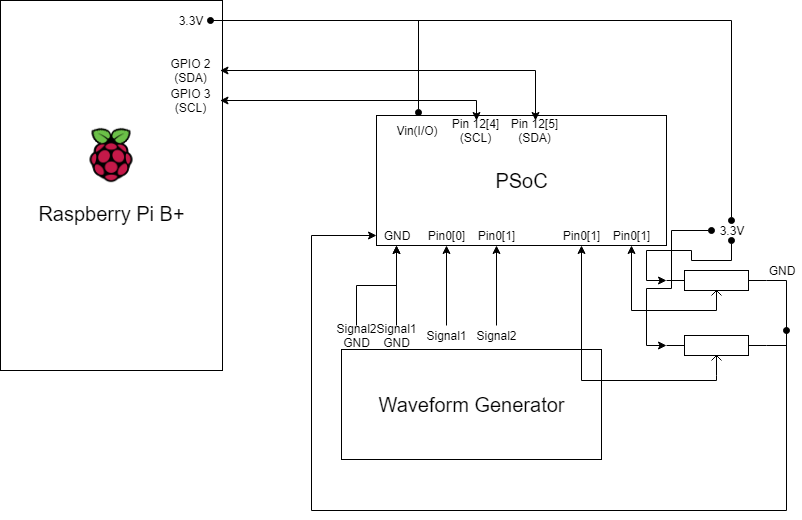 3.3V
GPIO 2
(SDA)
GPIO 3
(SCL)
Raspberry Pi B+
Vin(I/O)
Pin 12[4]
(SCL)
Pin 12[5]
(SDA)
PSoC
GND
Pin0[0]
Pin0[1]
Pin0[1]
Pin0[1]
3.3V
GND
Signal2
GND
Signal1
GND
Signal1
Signal2
Waveform Generator